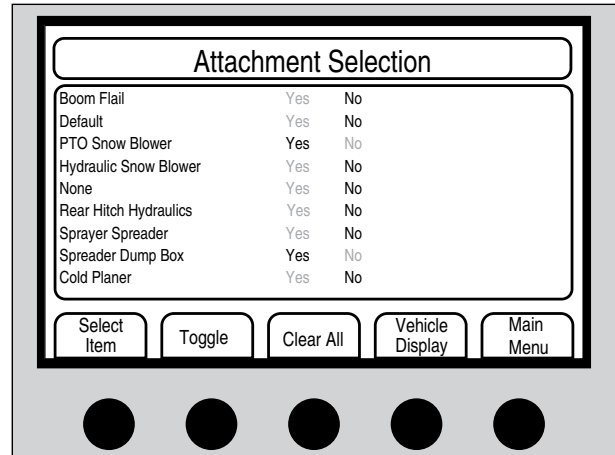 Attachment Selection
Boom Flail Yes No
Default Yes No
PTO Snow Blower Yes No
Hydraulic Snow Blower Yes No
None Yes No
Rear Hitch Hydraulics Yes No
Sprayer Spreader Yes No
Spreader Dump Box Yes No
Cold Planer Yes No
Select
Item
Toggle
Clear All
Vehicle
Display
Main
Menu